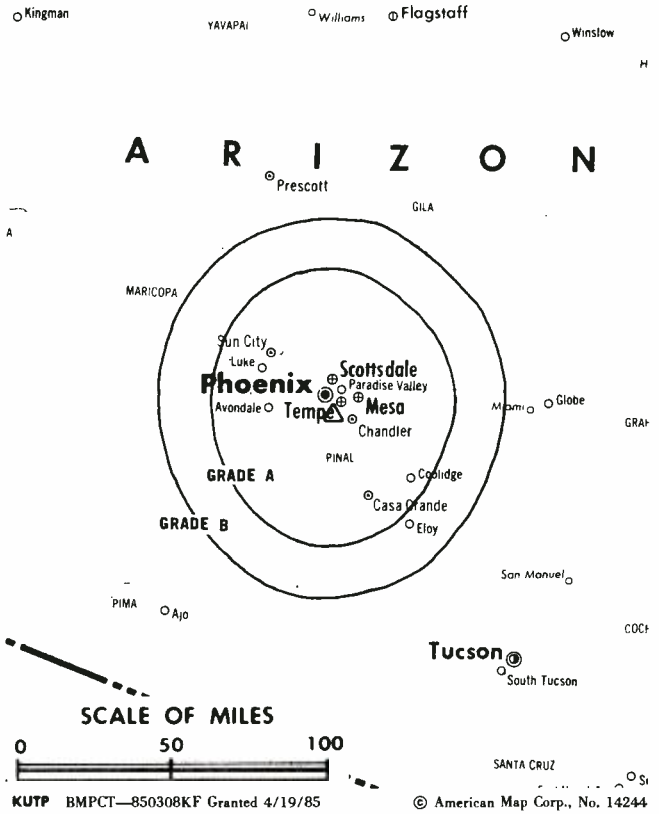 Kingman
YAVAPAI
Williams
Flagstaff
Winslow
H
A R I Z O N
Prescott
GILA
A
MARICOPA
Sun City
Luke
Scottsdale
Phoenix
Paradise Valley
Avondale
Tempe
Mesa
Miami
Globe
Chandler
GRAH
PINAL
GRADE A
Coolidge
Casa Grande
GRADE B
Eloy
San Manuel
PIMA
Ajo
COCH
Tucson
South Tucson
SCALE OF MILES
0 50 100
SANTA CRUZ
KUTP BMPCT—850308KF Granted 4/19/85
© American Map Corp., No. 14244